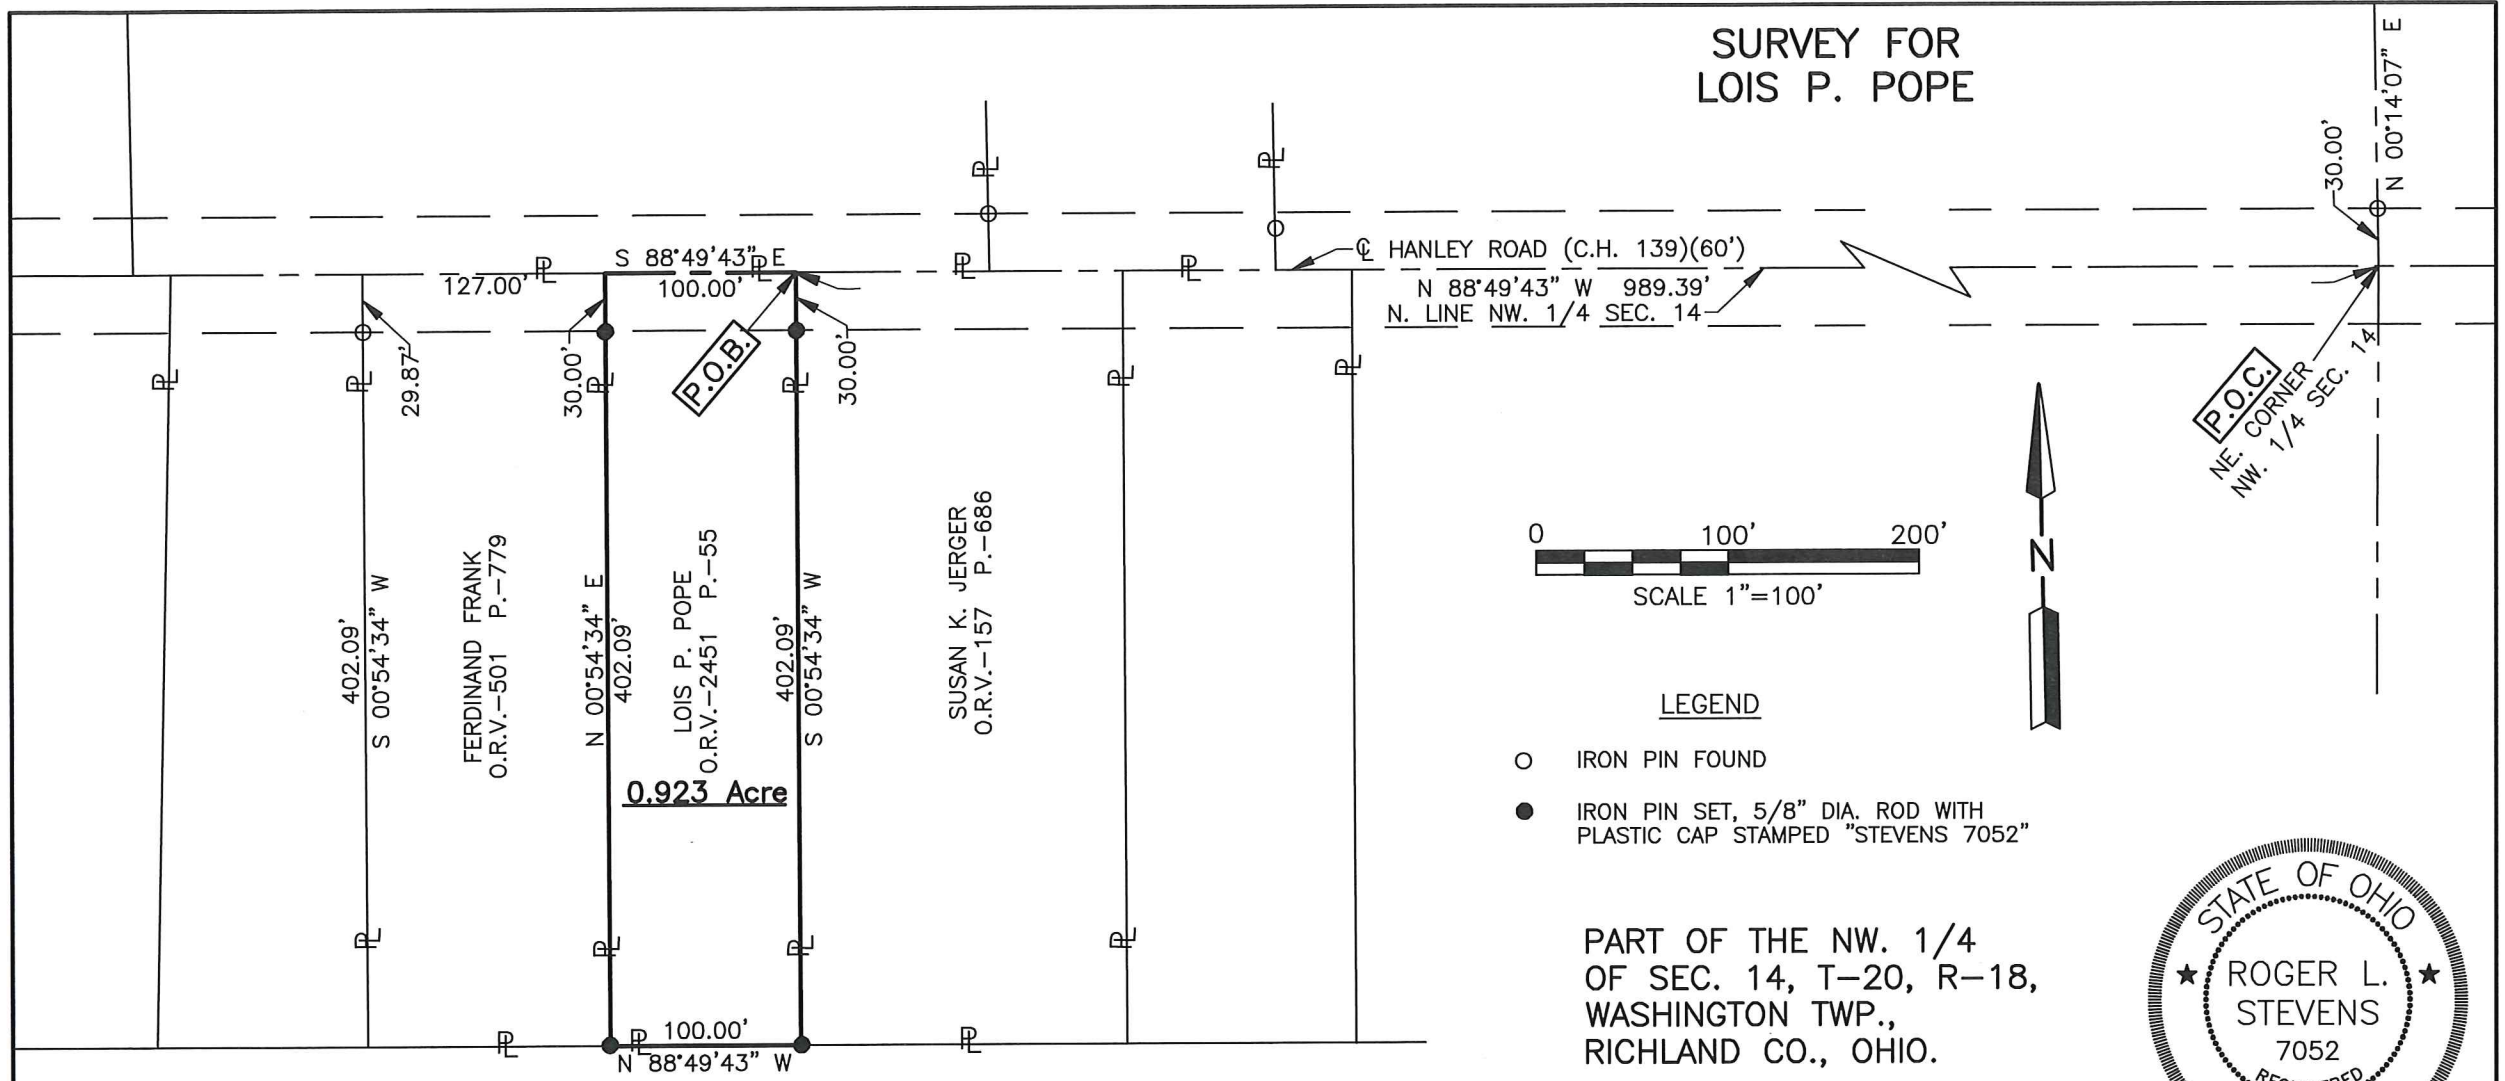 SURVEY FOR
LOIS P. POPE
N 00°14'07" E
30.00'
℄ HANLEY ROAD (C.H. 139)(60')
N 88°49'43" W 989.39'
N. LINE NW. 1/4 SEC. 14
S 88°49'43" E
127.00'
100.00'
29.87'
30.00'
P.O.B.
30.00'
P.O.C.
NE. CORNER
NW. 1/4 SEC. 14
402.09'
S 00°54'34" W
FERDINAND FRANK
O.R.V.-501 P.-779
N 00°54'34" E
402.09'
LOIS P. POPE
O.R.V.-2451 P.-55
0.923 Acre
402.09'
S 00°54'34" W
SUSAN K. JERGER
O.R.V.-157 P.-686
0 100' 200'
SCALE 1"=100'
N
LEGEND
IRON PIN FOUND
IRON PIN SET, 5/8" DIA. ROD WITH
PLASTIC CAP STAMPED "STEVENS 7052"
PART OF THE NW. 1/4
OF SEC. 14, T-20, R-18,
WASHINGTON TWP.,
RICHLAND CO., OHIO.
STATE OF OHIO
ROGER L.
STEVENS
7052
100.00'
N 88°49'43" W